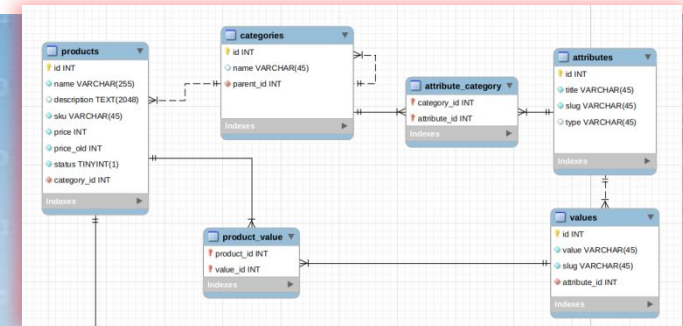 products
id INT
name VARCHAR(255)
description TEXT(2048)
sku VARCHAR(45)
price INT
price_old INT
status TINYINT(1)
category_id INT
Indexes
categories
id INT
name VARCHAR(45)
parent_id INT
Indexes
attribute_category
category_id INT
attribute_id INT
Indexes
attributes
id INT
title VARCHAR(45)
slug VARCHAR(45)
type VARCHAR(45)
Indexes
product_value
product_id INT
value_id INT
Indexes
values
id INT
value VARCHAR(45)
slug VARCHAR(45)
attribute_id INT
Indexes